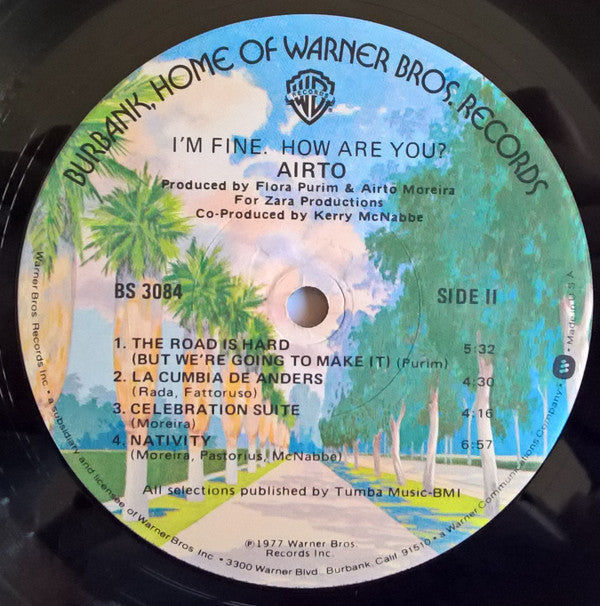 BURBANK, HOME OF WARNER BROS. RECORDS
WB
RECORDS
I'M FINE. HOW ARE YOU?
AIRTO
Produced by Flora Purim & Airto Moreira
For Zara Productions
Co-Produced by Kerry McNabbe
BS 3084
SIDE II
1. THE ROAD IS HARD
(BUT WE'RE GOING TO MAKE IT) (Purim) 5:32
2. LA CUMBIA DE ANDERS 4:30
(Rada, Fattoruso)
3. CELEBRATION SUITE 4:16
(Moreira)
4. NATIVITY 6:57
(Moreira, Pastorius, McNabbe)
All selections published by Tumba Music-BMI
℗1977 Warner Bros.
Records Inc.
Warner Bros. Records Inc. • a subsidiary and licensee of Warner Bros. Inc. • 3300 Warner Blvd., Burbank, Calif. 91510 • a Warner Communications Company • Made in U.S.A.